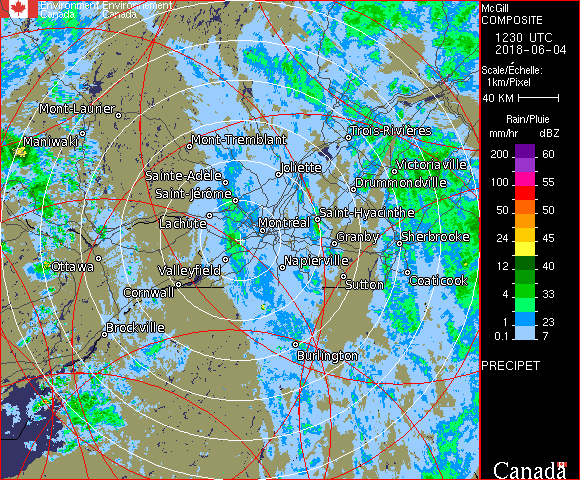 Environment Environnement
Canada Canada
Mont-Laurier
Maniwaki
Mont-Tremblant
Trois-Rivières
Sainte-Adèle
Joliette
Victoriaville
Saint-Jérôme
Drummondville
Lachute
Montréal
Saint-Hyacinthe
Granby
Sherbrooke
Ottawa
Valleyfield
Napierville
Cornwall
Sutton
Coaticook
Brockville
Burlington
McGill
COMPOSITE
1230 UTC
2018-06-04
Scale/Échelle:
1km/Pixel
40 KM
Rain/Pluie
mm/hr dBZ
200 60
100 55
50 50
24 45
12 40
4 33
1 23
0.1 7
PRECIPET
Canada